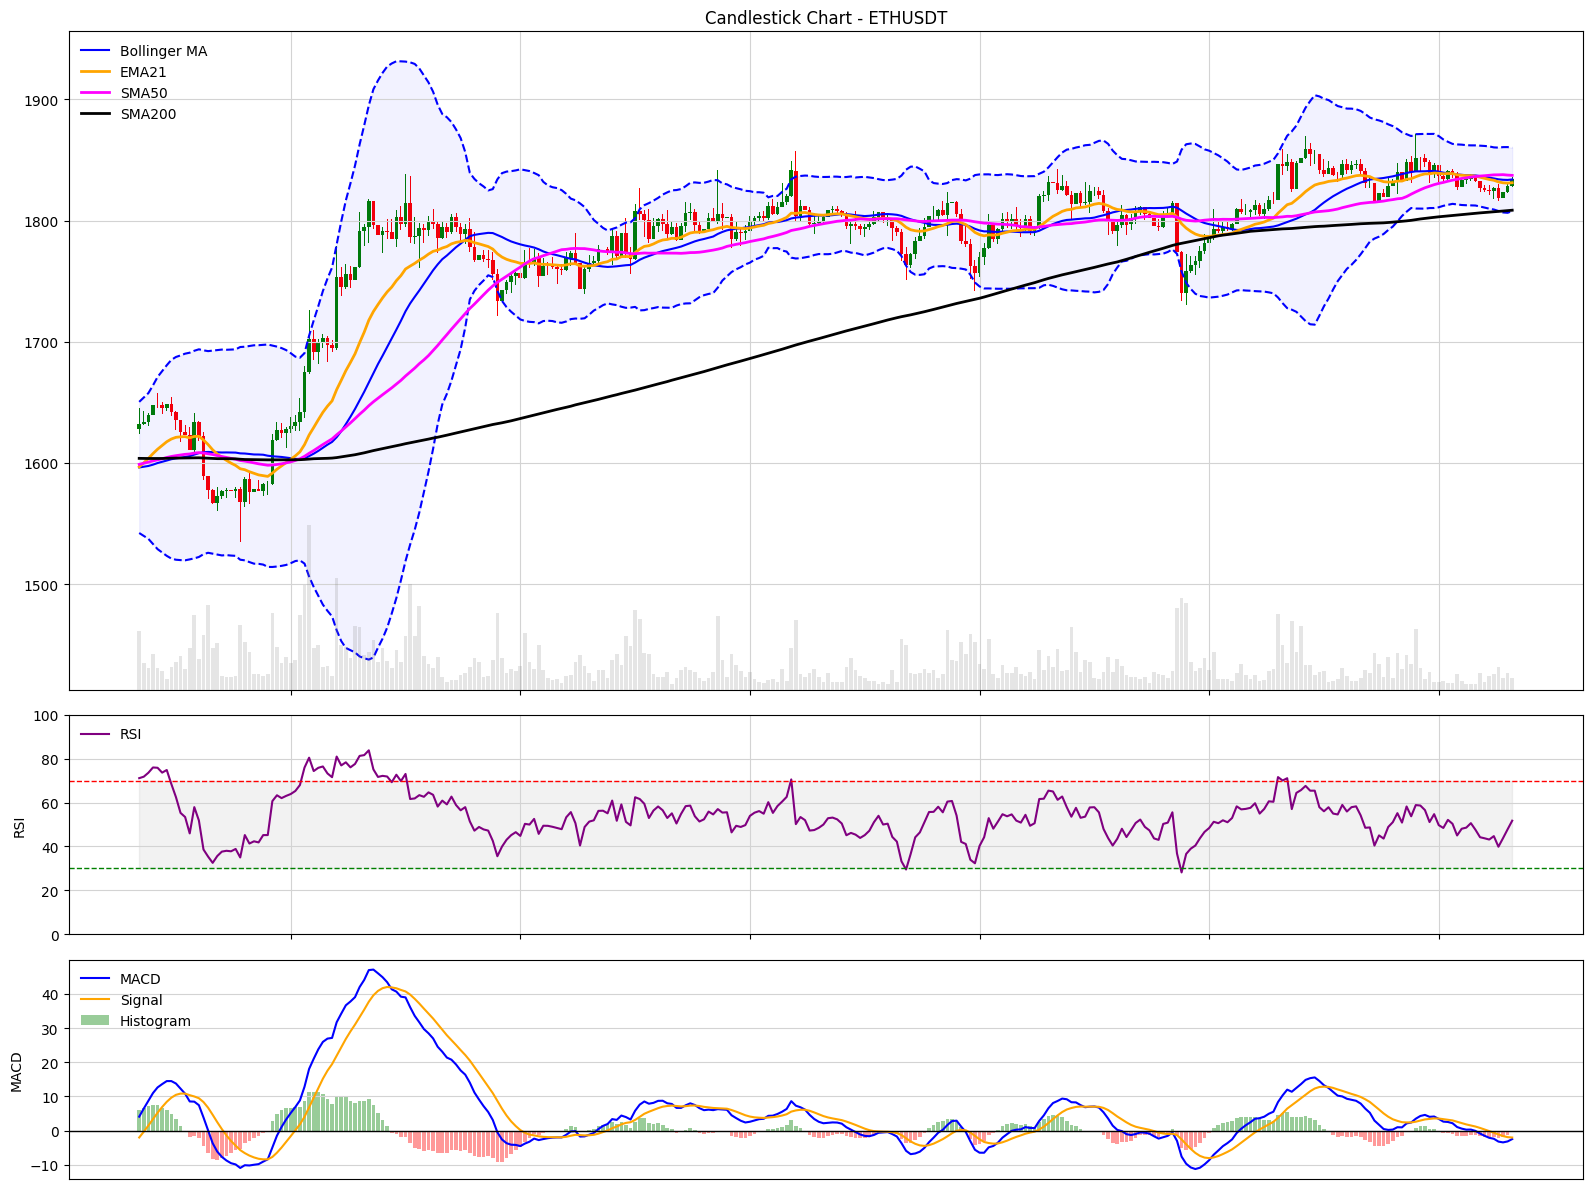 Candlestick Chart - ETHUSDT
Bollinger MA
EMA21
SMA50
SMA200
1900
1800
1700
1600
1500
RSI
100
80
60
40
20
0
RSI
MACD
Signal
Histogram
40
30
20
10
0
−10
MACD